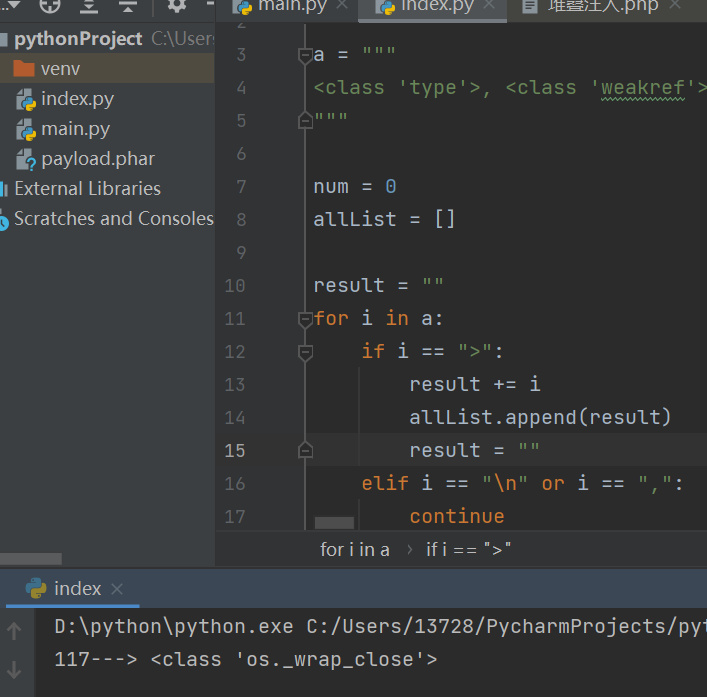 main.py
index.py
堆叠注入.php
pythonProject C:\Users
venv
index.py
main.py
payload.phar
External Libraries
Scratches and Consoles
3 a = """
4 <class 'type'>, <class 'weakref'>
5 """
6
7 num = 0
8 allList = []
9
10 result = ""
11 for i in a:
12 if i == ">":
13 result += i
14 allList.append(result)
15 result = ""
16 elif i == "\n" or i == ",":
17 continue
for i in a › if i == ">"
index
D:\python\python.exe C:/Users/13728/PycharmProjects/pyt
117---> <class 'os._wrap_close'>